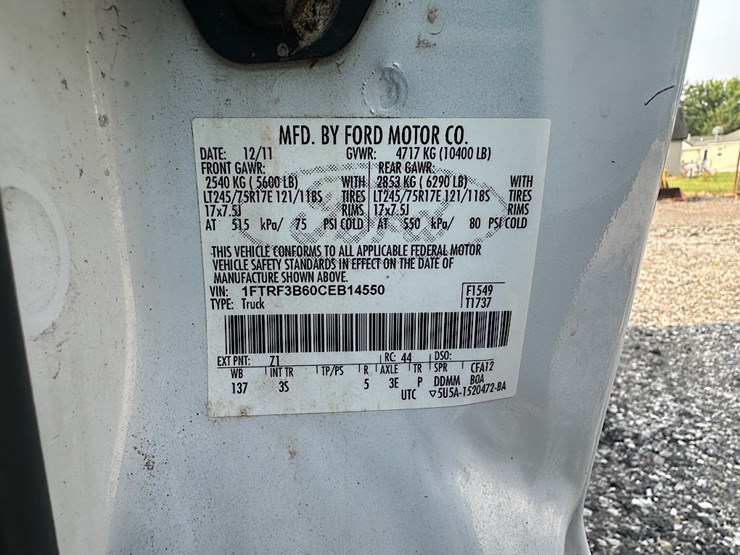 MFD. BY FORD MOTOR CO.
DATE: 12/11 GVWR: 4717 KG (10400 LB)
FRONT GAWR: REAR GAWR:
2540 KG ( 5600 LB) WITH 2853 KG ( 6290 LB) WITH
LT245/75R17E 121/118S TIRES LT245/75R17E 121/118S TIRES
17x7.5J RIMS 17x7.5J RIMS
AT 515 kPa/ 75 PSI COLD AT 550 kPa/ 80 PSI COLD
THIS VEHICLE CONFORMS TO ALL APPLICABLE FEDERAL MOTOR
VEHICLE SAFETY STANDARDS IN EFFECT ON THE DATE OF
MANUFACTURE SHOWN ABOVE.
VIN: 1FTRF3B60CEB14550 F1549
TYPE: Truck T1737
EXT PNT: Z1 RC: 44 DSO:
WB INT TR TP/PS R AXLE TR SPR CFA12
137 3S 5 3E P DDMM BOA
UTC ▽5U5A-1520472-BA